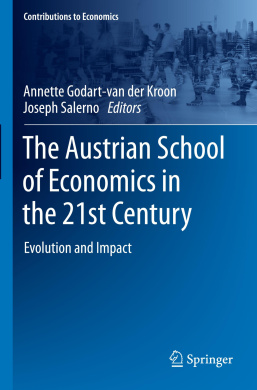 Contributions to Economics
Annette Godart-van der Kroon
Joseph Salerno Editors
The Austrian School
of Economics in
the 21st Century
Evolution and Impact
Springer